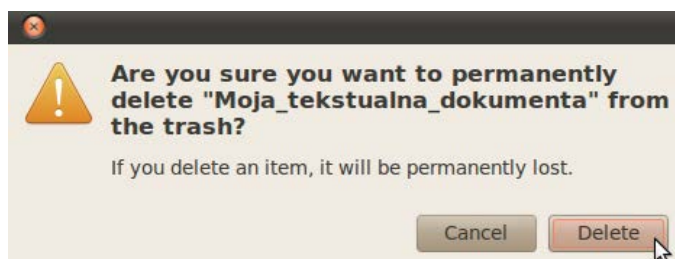 Are you sure you want to permanently
delete "Moja_tekstualna_dokumenta" from
the trash?
If you delete an item, it will be permanently lost.
Cancel Delete